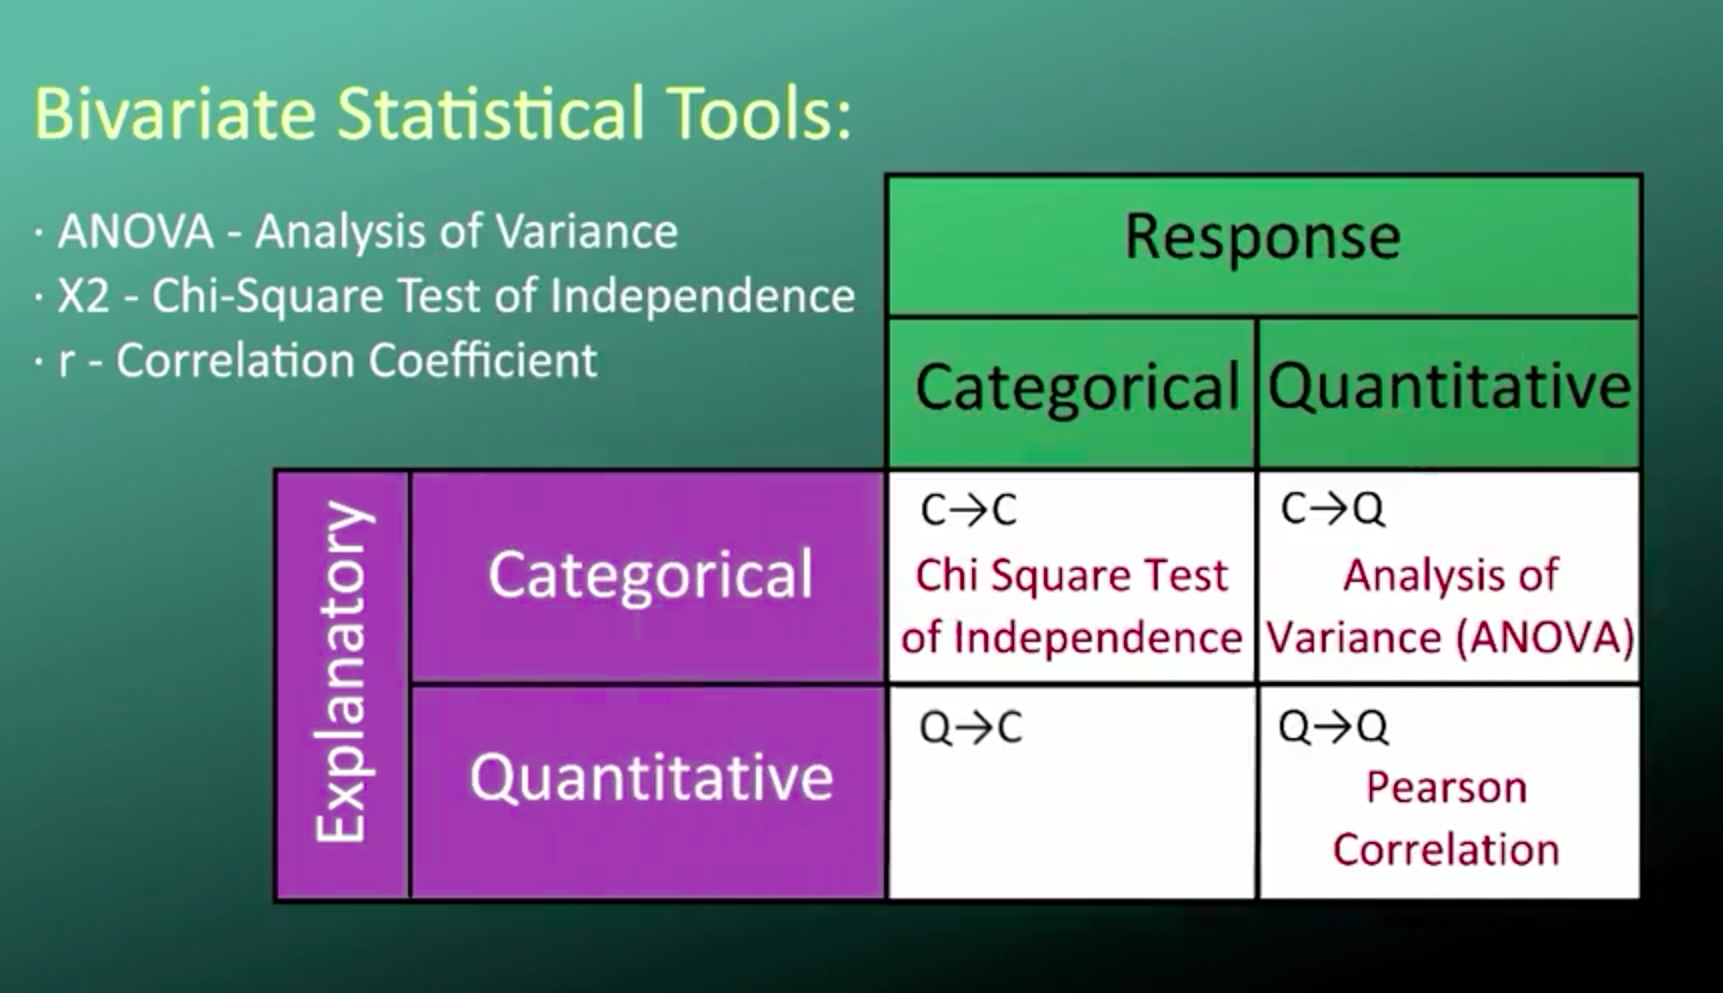 Bivariate Statistical Tools:
· ANOVA - Analysis of Variance
· X2 - Chi-Square Test of Independence
· r - Correlation Coefficient
Response
Categorical
Quantitative
Explanatory
Categorical
C→C
Chi Square Test
of Independence
C→Q
Analysis of
Variance (ANOVA)
Quantitative
Q→C
Q→Q
Pearson
Correlation